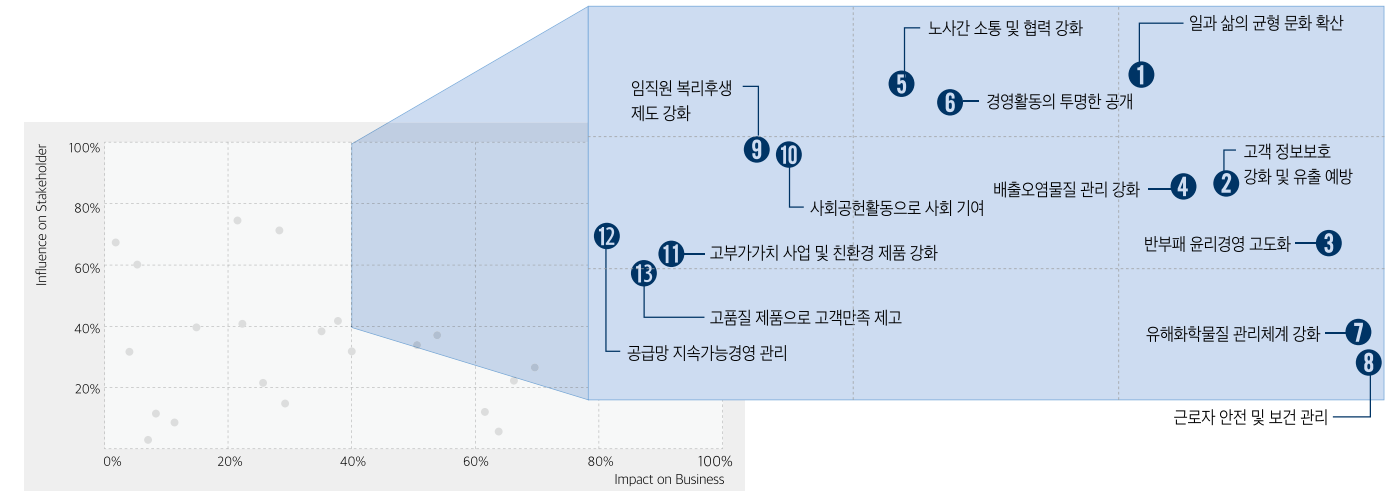 노사간 소통 및 협력 강화
일과 삶의 균형 문화 확산
1
5
임직원 복리후생
제도 강화
6
경영활동의 투명한 공개
Influence on Stakeholder
100%
9
10
고객 정보보호
강화 및 유출 예방
배출오염물질 관리 강화
4
2
80%
사회공헌활동으로 사회 기여
12
반부패 윤리경영 고도화
3
11
고부가가치 사업 및 친환경 제품 강화
60%
13
고품질 제품으로 고객만족 제고
40%
유해화학물질 관리체계 강화
7
공급망 지속가능경영 관리
8
20%
근로자 안전 및 보건 관리
0%
20%
40%
60%
80%
100%
Impact on Business